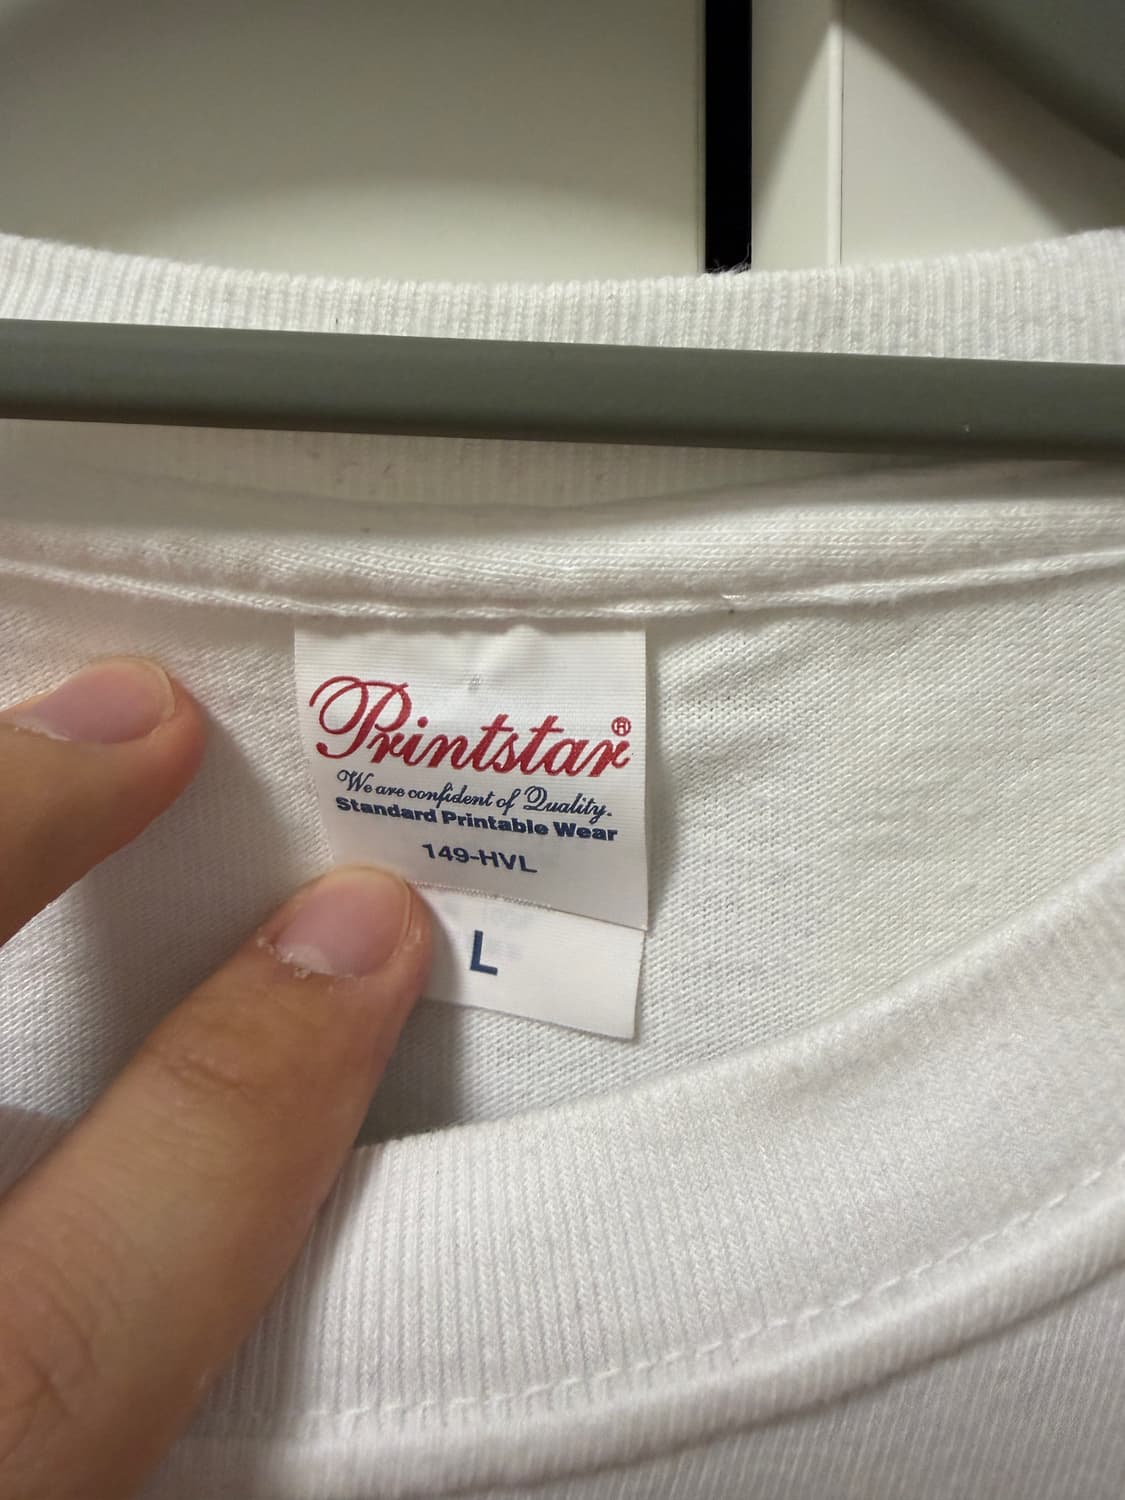 Printstar®
We are confident of Quality.
Standard Printable Wear
149-HVL
L